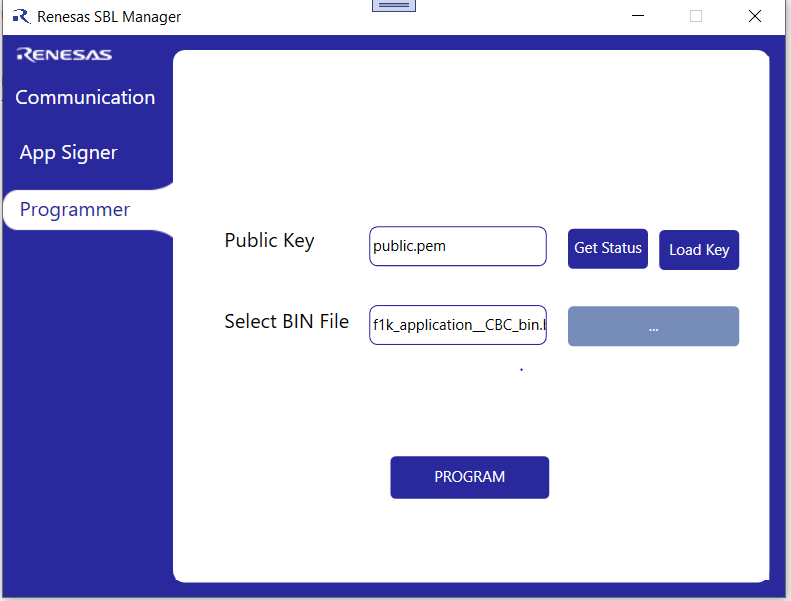 Renesas SBL Manager
RENESAS
Communication
App Signer
Programmer
Public Key
public.pem
Get Status
Load Key
Select BIN File
f1k_application__CBC_bin.
...
PROGRAM